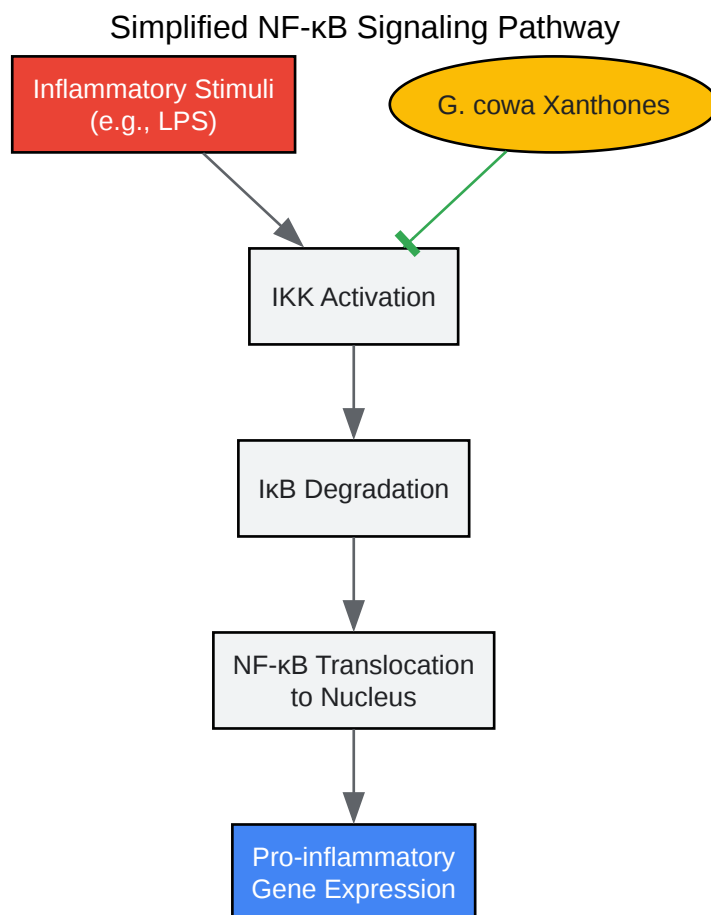 Simplified NF-κB Signaling Pathway
Inflammatory Stimuli
(e.g., LPS)
G. cowa Xanthones
IKK Activation
IκB Degradation
NF-κB Translocation
to Nucleus
Pro-inflammatory
Gene Expression